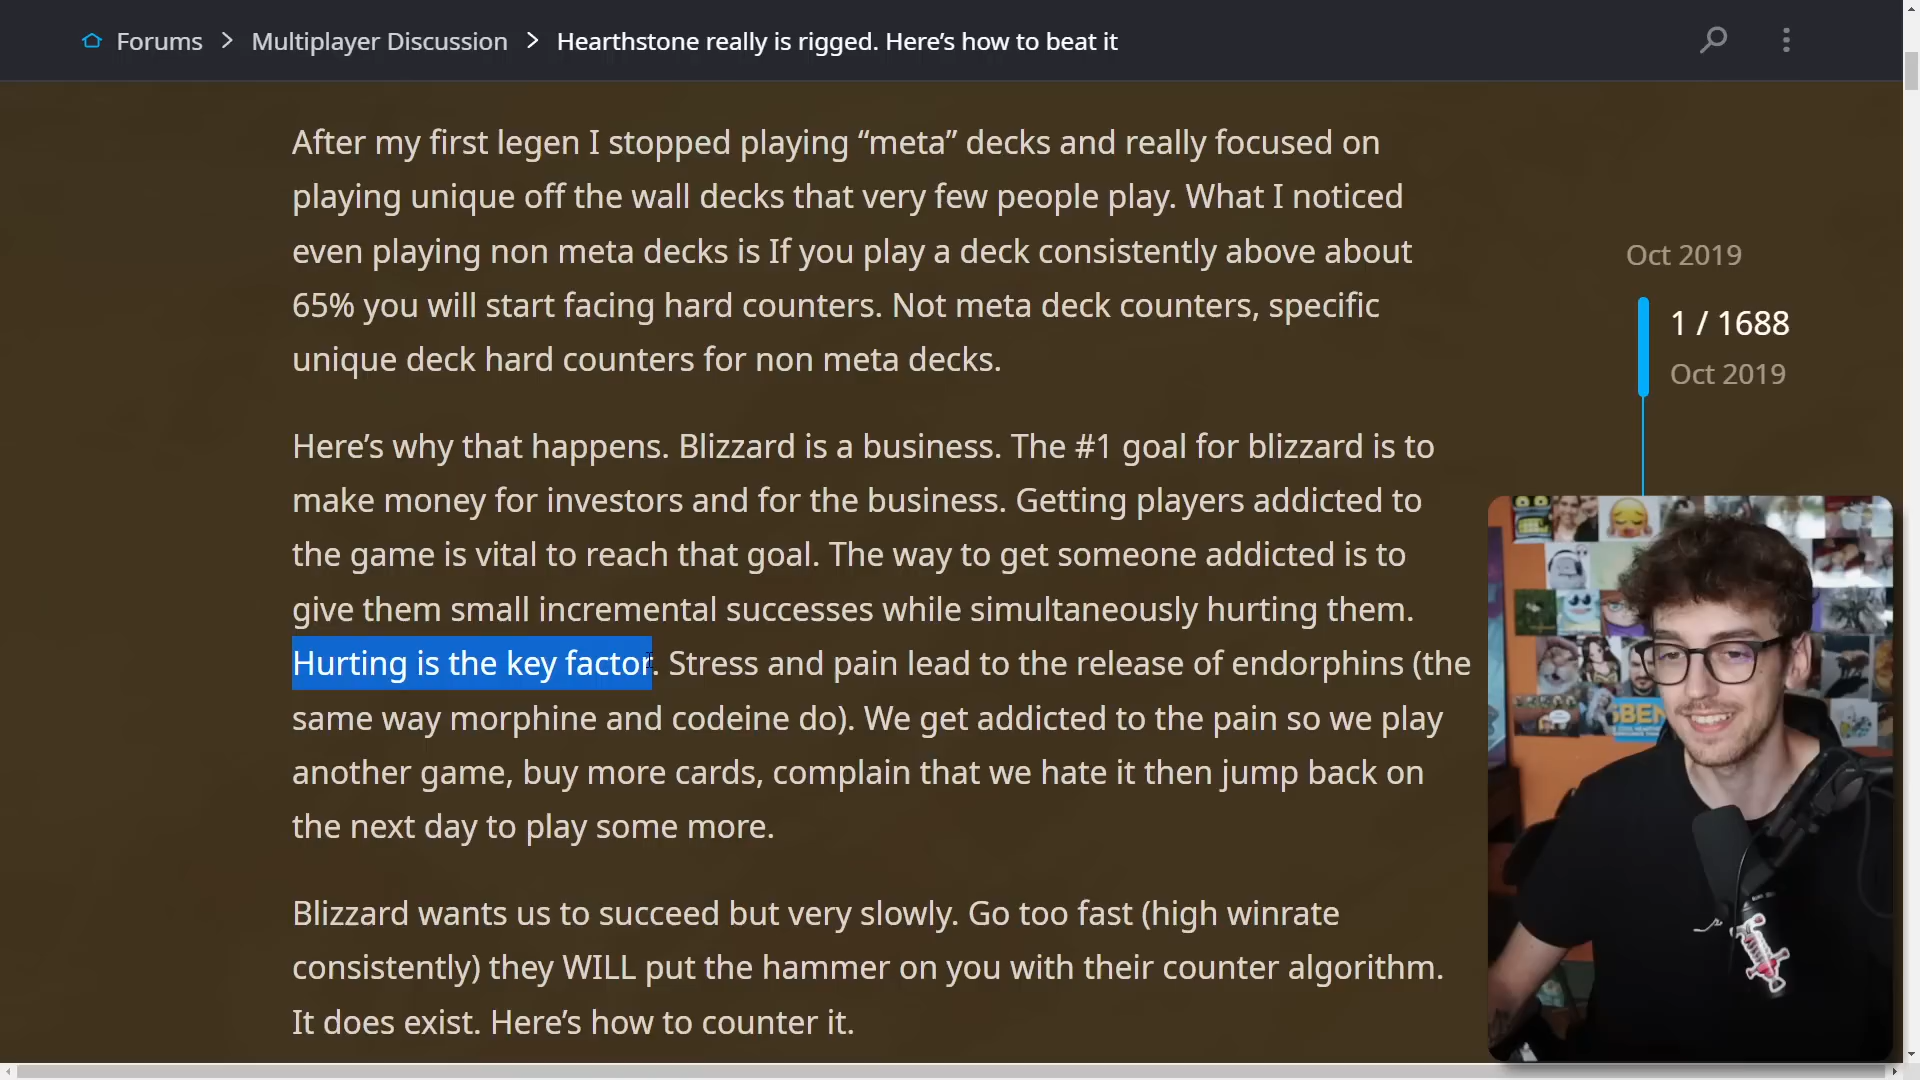 Forums > Multiplayer Discussion > Hearthstone really is rigged. Here’s how to beat it
After my first legen I stopped playing “meta” decks and really focused on
playing unique off the wall decks that very few people play. What I noticed
even playing non meta decks is If you play a deck consistently above about
65% you will start facing hard counters. Not meta deck counters, specific
unique deck hard counters for non meta decks.
Here’s why that happens. Blizzard is a business. The #1 goal for blizzard is to
make money for investors and for the business. Getting players addicted to
the game is vital to reach that goal. The way to get someone addicted is to
give them small incremental successes while simultaneously hurting them.
Hurting is the key factor. Stress and pain lead to the release of endorphins (the
same way morphine and codeine do). We get addicted to the pain so we play
another game, buy more cards, complain that we hate it then jump back on
the next day to play some more.
Blizzard wants us to succeed but very slowly. Go too fast (high winrate
consistently) they WILL put the hammer on you with their counter algorithm.
It does exist. Here’s how to counter it.
Oct 2019
1 / 1688
Oct 2019